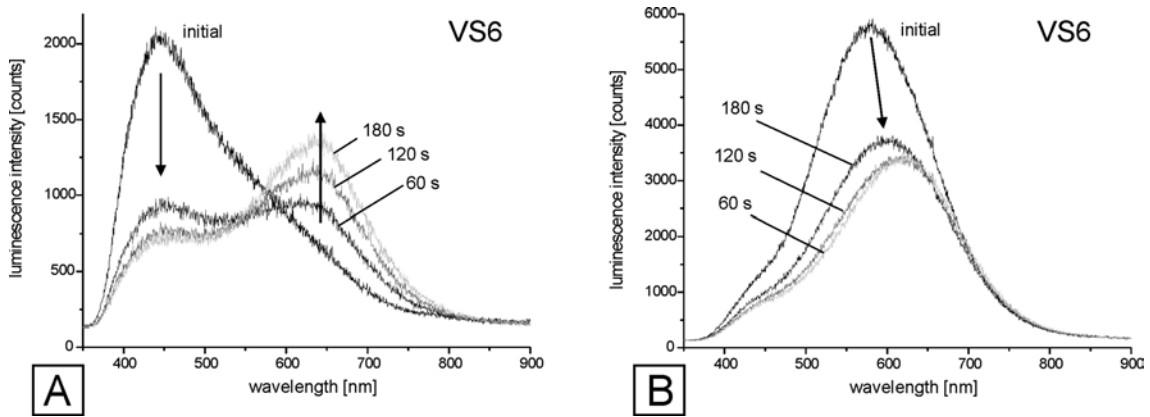 VS6
initial
180 s
120 s
60 s
luminescence intensity [counts]
2000
1500
1000
500
0
400 500 600 700 800 900
wavelength [nm]
A
VS6
initial
180 s
120 s
60 s
luminescence intensity [counts]
6000
5000
4000
3000
2000
1000
0
400 500 600 700 800 900
wavelength [nm]
B